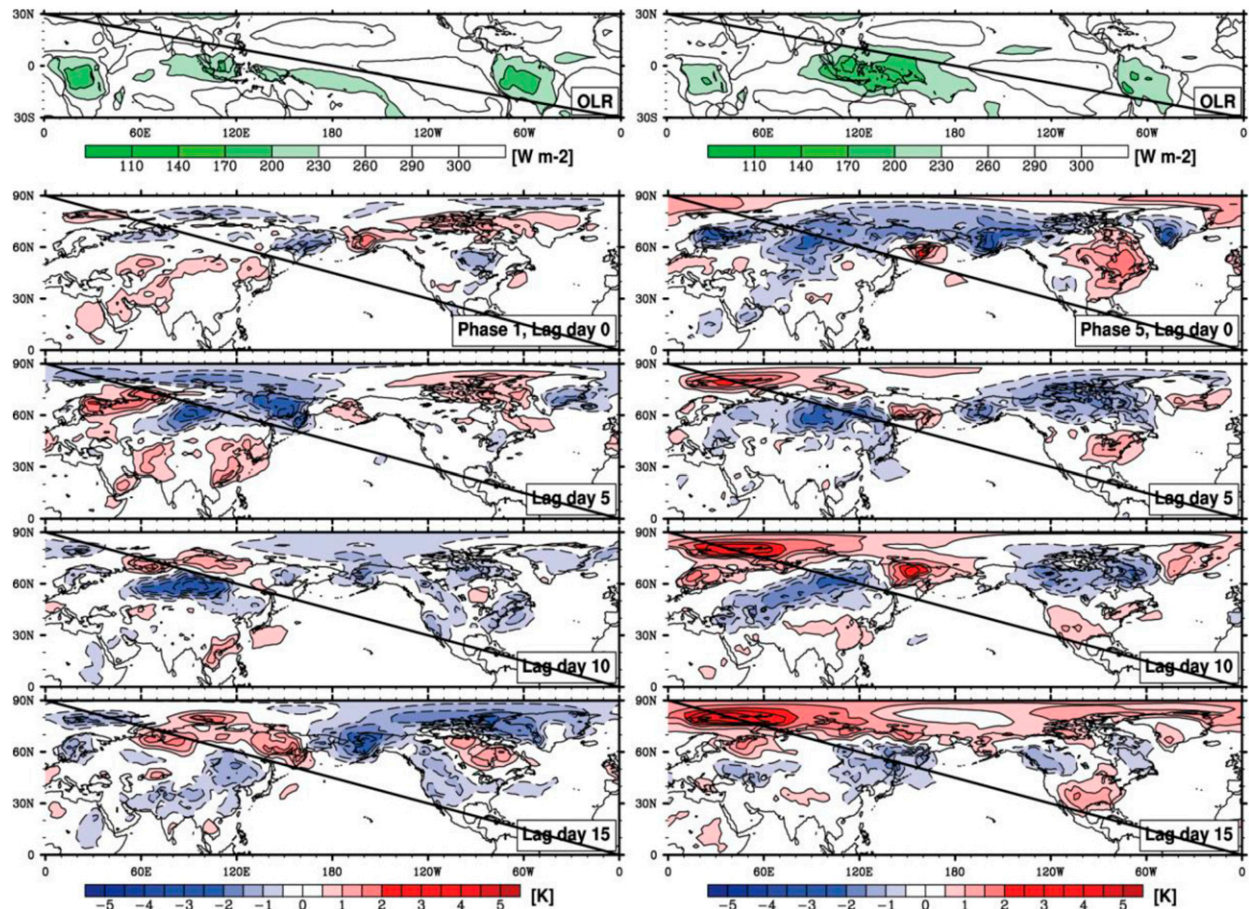 30N 0 30S 60E 120E 180 120W 60W 0 OLR
30N 0 30S 60E 120E 180 120W 60W 0 OLR
110 140 170 200 230 260 290 300 [W m-2]
110 140 170 200 230 260 290 300 [W m-2]
90N 60N 30N 0 Phase 1, Lag day 0
90N 60N 30N 0 Phase 5, Lag day 0
90N 60N 30N 0 Lag day 5
90N 60N 30N 0 Lag day 5
90N 60N 30N 0 Lag day 10
90N 60N 30N 0 Lag day 10
90N 60N 30N 0 Lag day 15
0 60E 120E 180 120W 60W 0
90N 60N 30N 0 Lag day 15
0 60E 120E 180 120W 60W 0
-5 -4 -3 -2 -1 0 0 1 2 3 4 5 [K]
-5 -4 -3 -2 -1 0 0 1 2 3 4 5 [K]